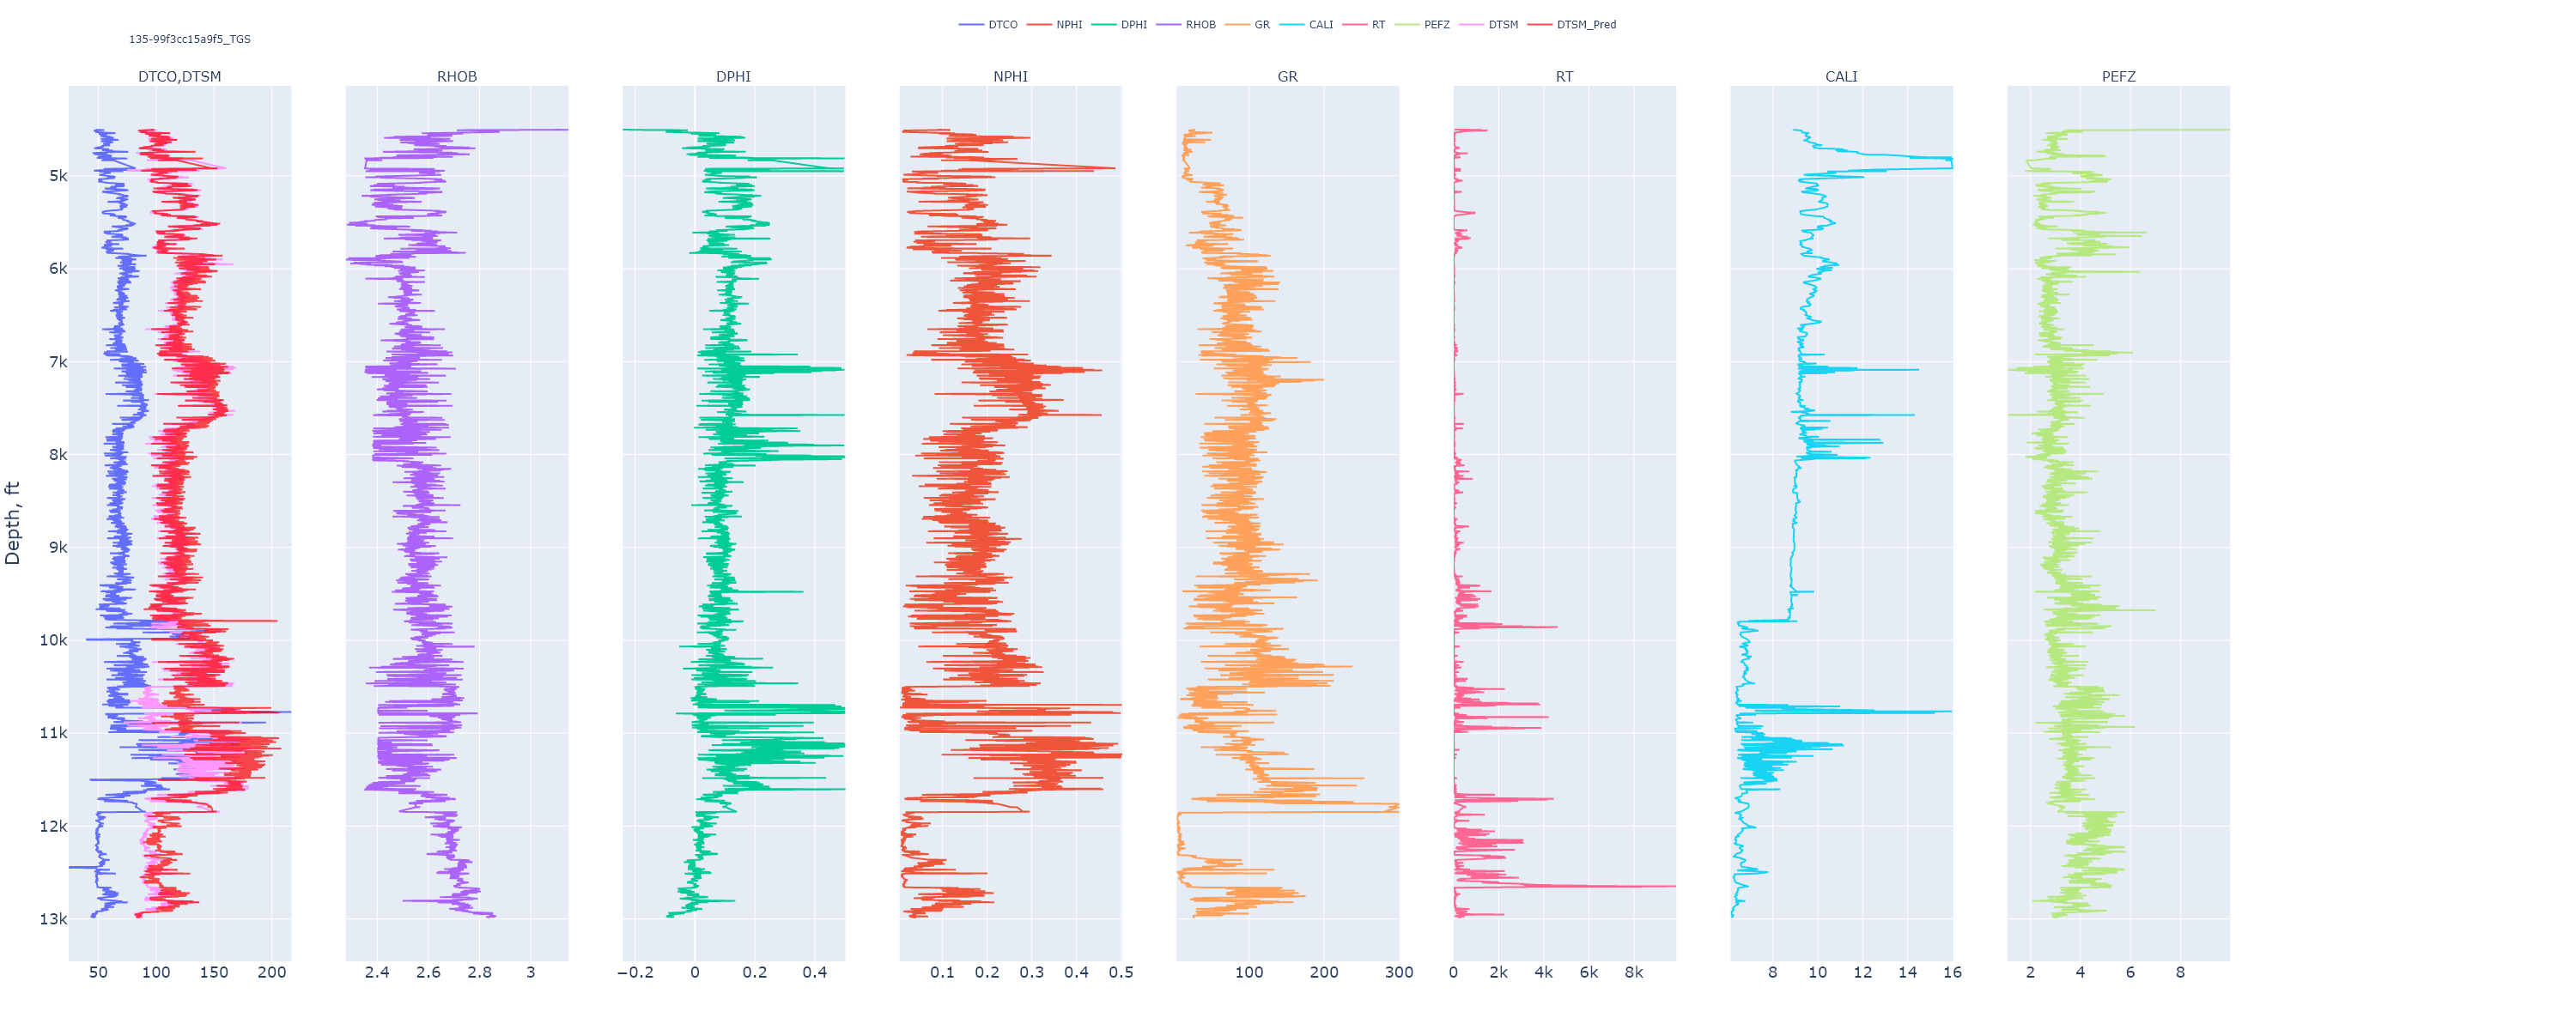 DTCO NPHI DPHI RHOB GR CALI RT PEFZ DTSM DTSM_Pred
135-99f3cc15a9f5_TGS
DTCO,DTSM RHOB DPHI NPHI GR RT CALI PEFZ
5k
6k
7k
8k
9k
10k
11k
12k
13k
Depth, ft
50 100 150 200 2.4 2.6 2.8 3 −0.2 0 0.2 0.4 0.1 0.2 0.3 0.4 0.5 100 200 300 0 2k 4k 6k 8k 8 10 12 14 16 2 4 6 8